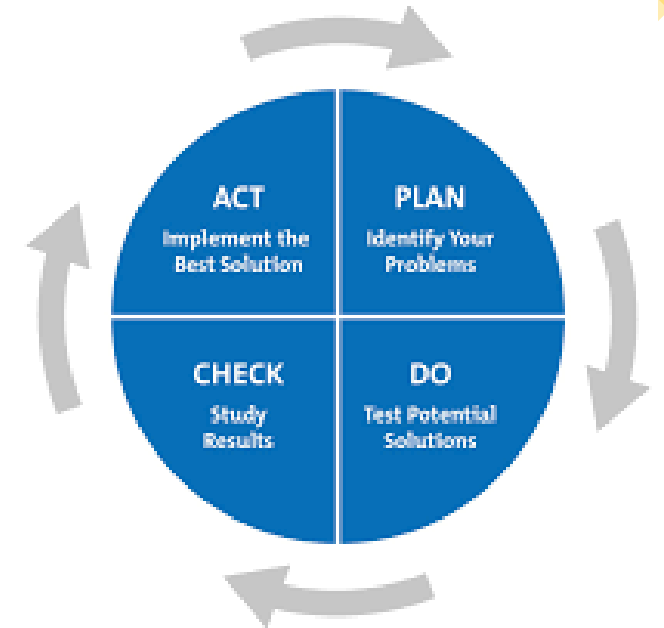 ACT
Implement the
Best Solution
PLAN
Identify Your
Problems
CHECK
Study
Results
DO
Test Potential
Solutions